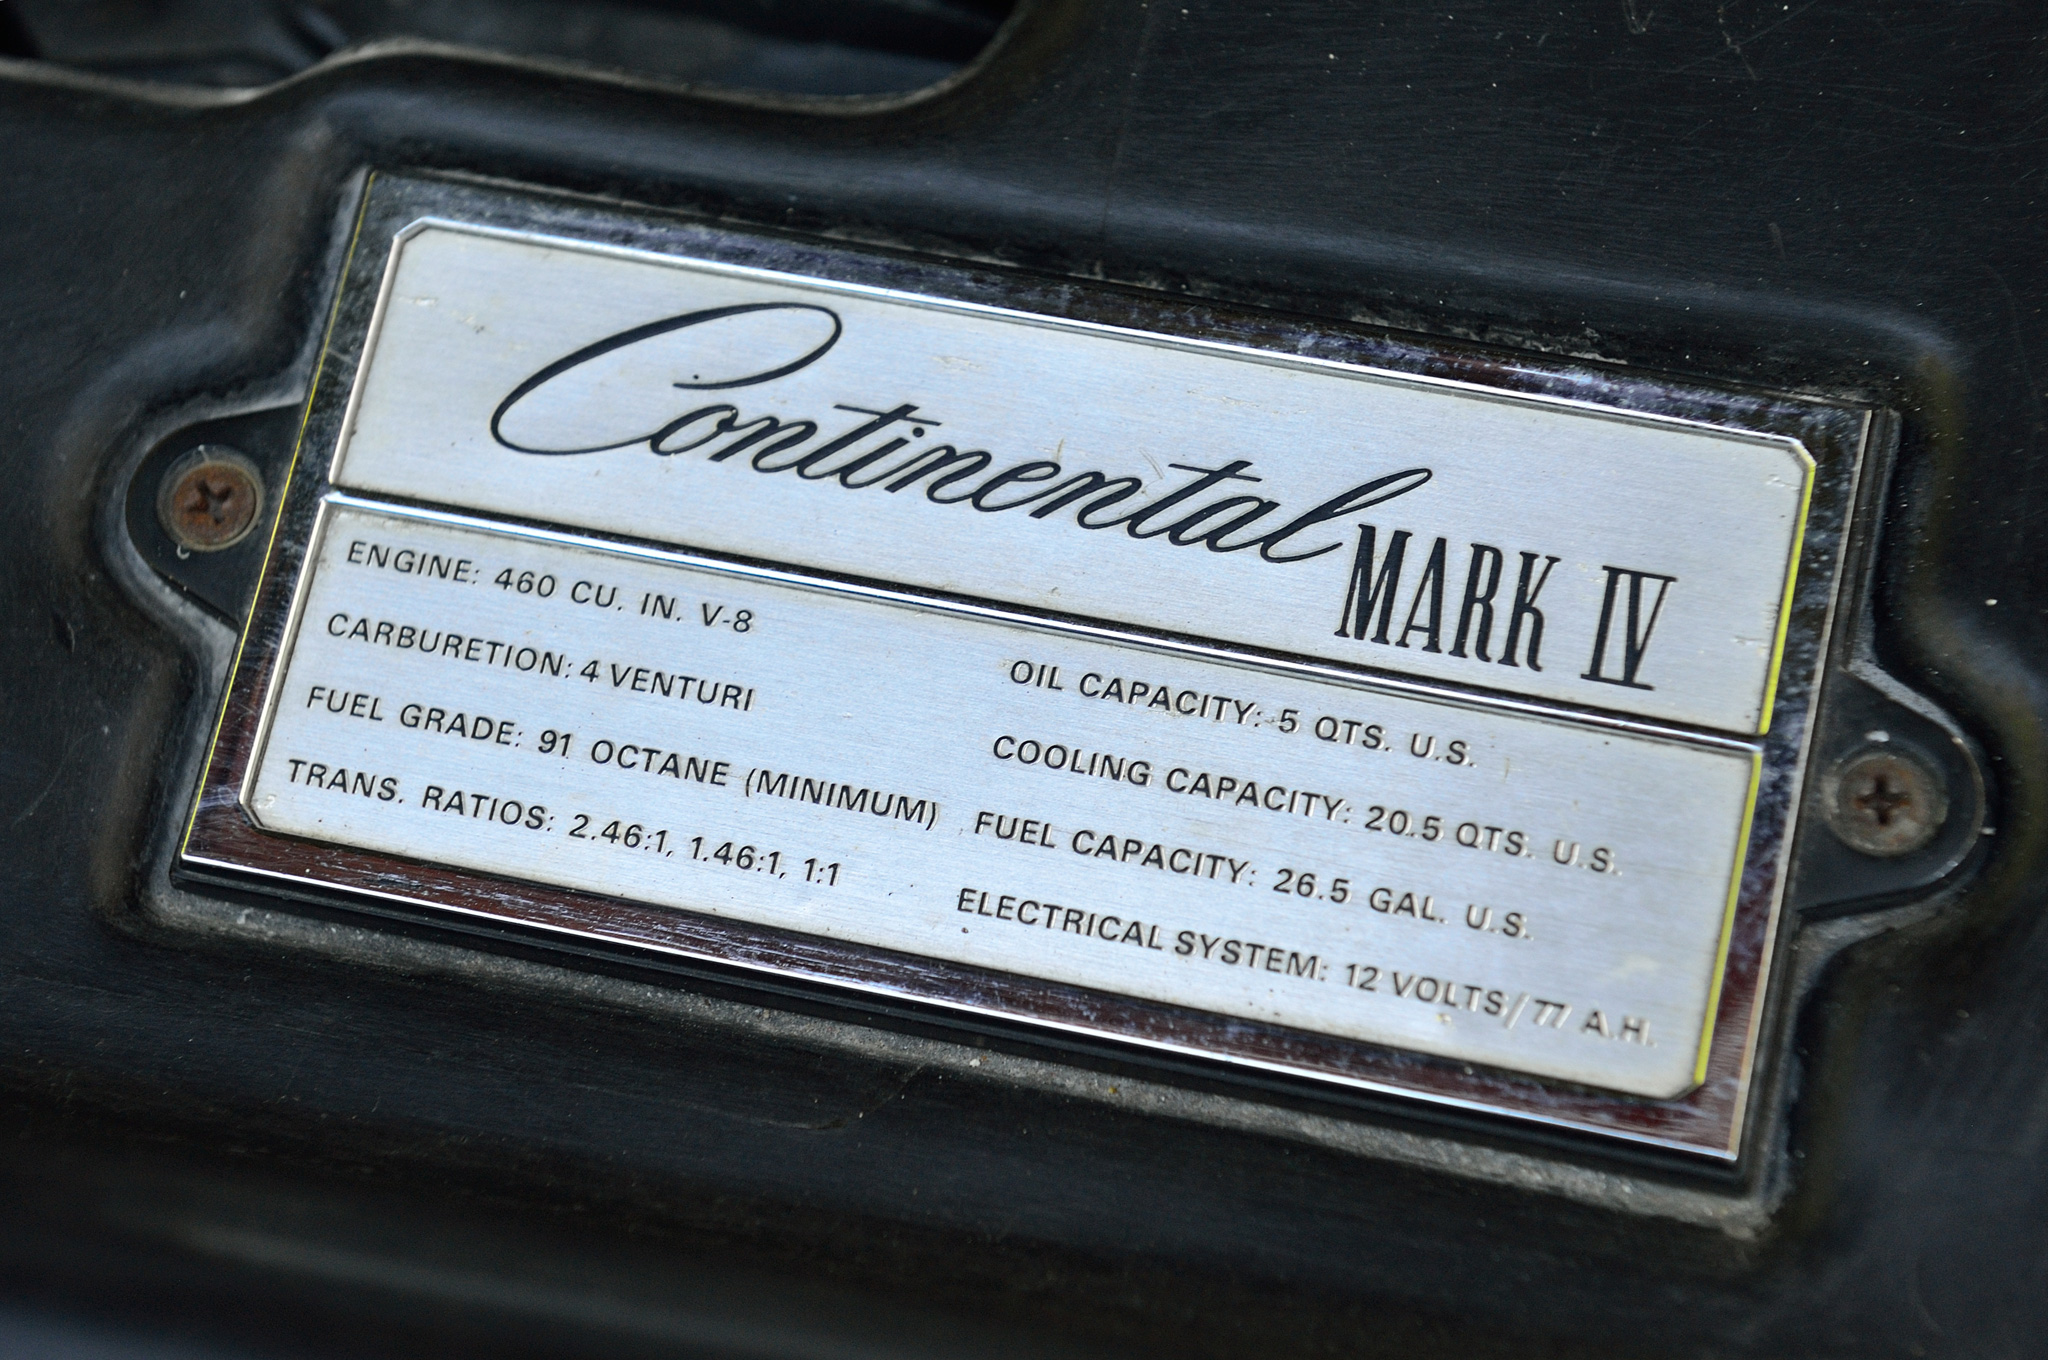 Continental MARK IV
ENGINE: 460 CU. IN. V-8
CARBURETION: 4 VENTURI
FUEL GRADE: 91 OCTANE (MINIMUM)
TRANS. RATIOS: 2.46:1, 1.46:1, 1:1
OIL CAPACITY: 5 QTS. U.S.
COOLING CAPACITY: 20.5 QTS. U.S.
FUEL CAPACITY: 26.5 GAL. U.S.
ELECTRICAL SYSTEM: 12 VOLTS/77 A.H.